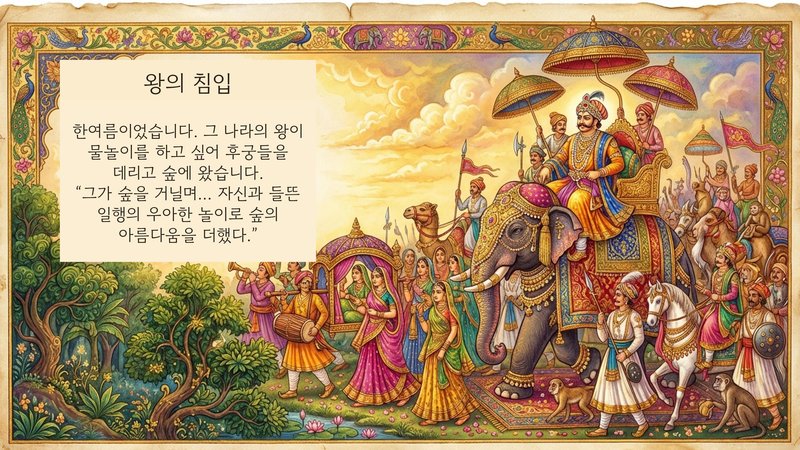 왕의 침입
한여름이었습니다. 그 나라의 왕이
물놀이를 하고 싶어 후궁들을
데리고 숲에 왔습니다.
“그가 숲을 거닐며... 자신과 들뜬
일행의 우아한 놀이로 숲의
아름다움을 더했다.”